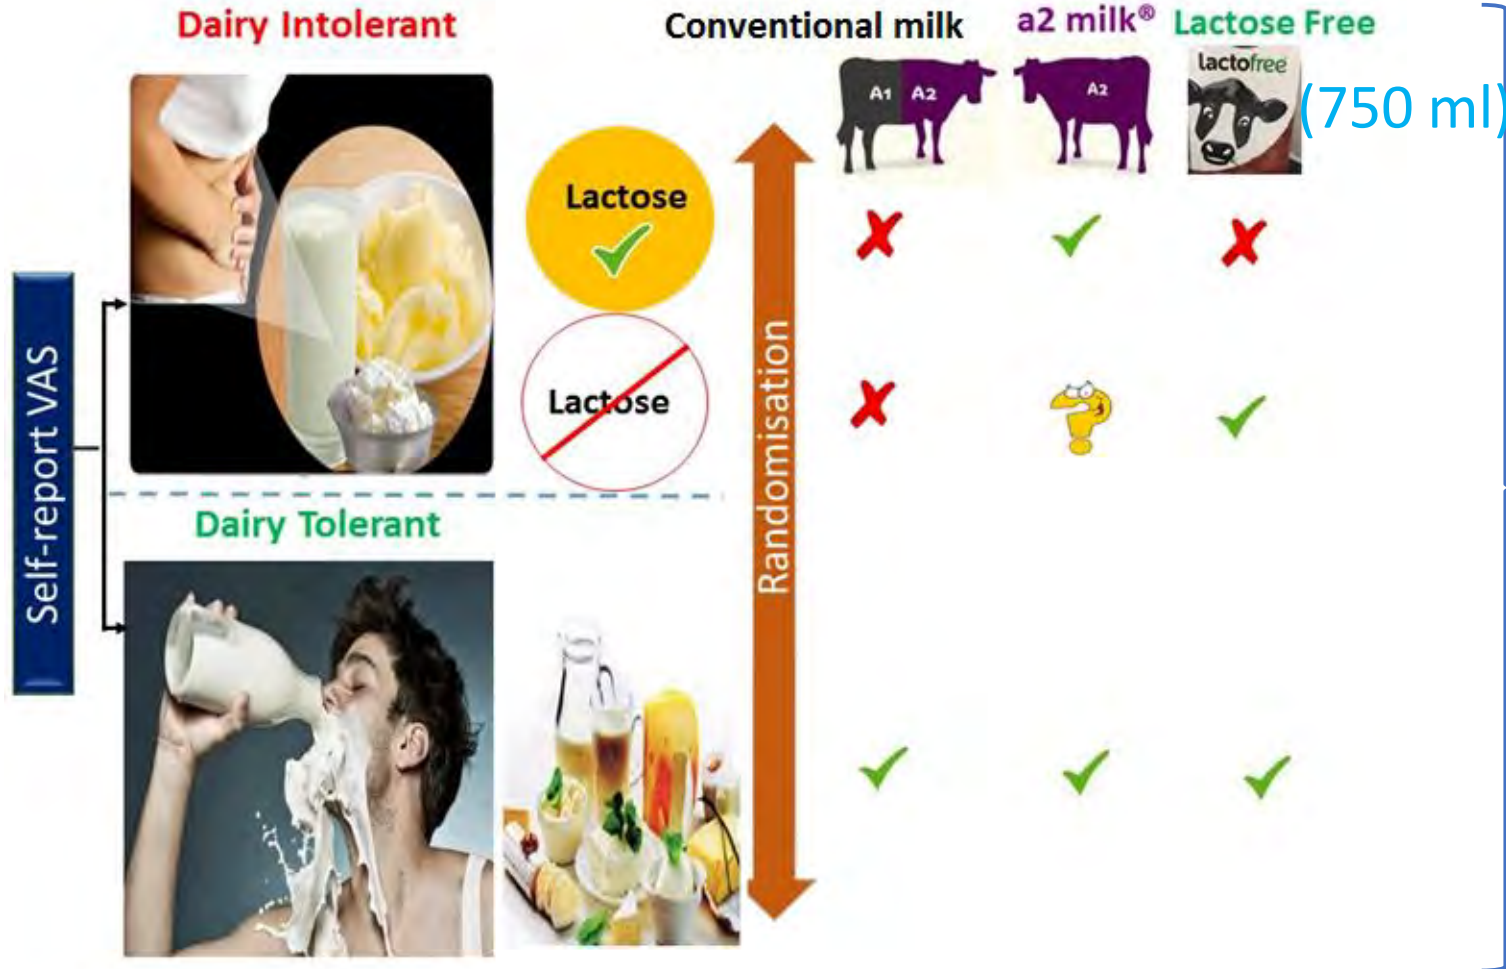 Dairy Intolerant
Conventional milk
a2 milk®
Lactose Free
A1
A2
A2
lactofree
(750 ml)
Lactose
Lactose
Self-report VAS
Randomisation
Dairy Tolerant